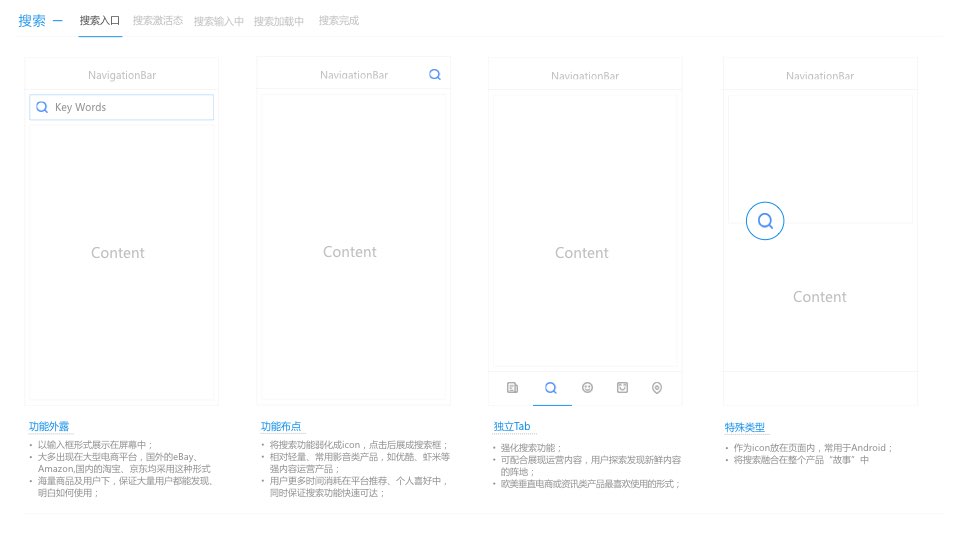 搜索 一 搜索入口 搜索激活态 搜索输入中 搜索加载中 搜索完成
NavigationBar
Key Words
Content
功能外露
• 以输入框形式展示在屏幕中；
• 大多出现在大型电商平台，国外的eBay、
Amazon,国内的淘宝、京东均采用这种形式
• 海量商品及用户下，保证大量用户都能发现、
明白如何使用；
NavigationBar
Content
功能布点
• 将搜索功能弱化成icon，点击后展成搜索框；
• 相对轻量、常用影音类产品，如优酷、虾米等
强内容运营产品；
• 用户更多时间消耗在平台推荐、个人喜好中，
同时保证搜索功能快速可达；
NavigationBar
Content
独立Tab
• 强化搜索功能；
• 可配合展现运营内容，用户探索发现新鲜内容
的阵地；
• 欧美垂直电商或资讯类产品最喜欢使用的形式；
NavigationBar
Content
特殊类型
• 作为icon放在页面内，常用于Android；
• 将搜索融合在整个产品“故事”中